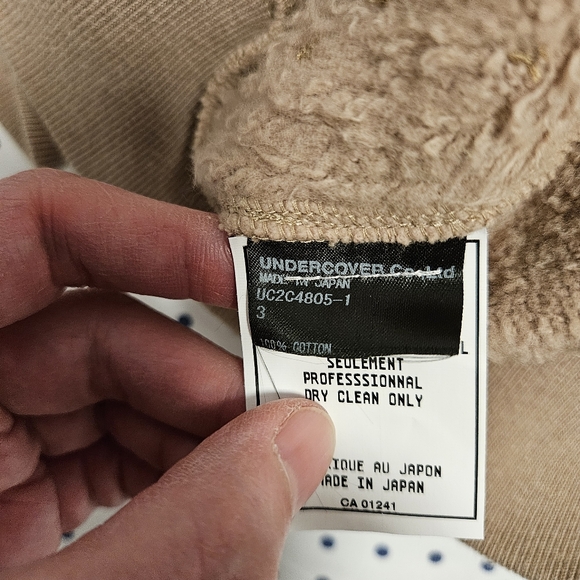 UNDERCOVER Co. Ltd
MADE IN JAPAN
UC2C4805-1
3
100% COTTON
L
SEULEMENT
PROFESSSIONNAL
DRY CLEAN ONLY
IQUE AU JAPON
MADE IN JAPAN
CA 01241